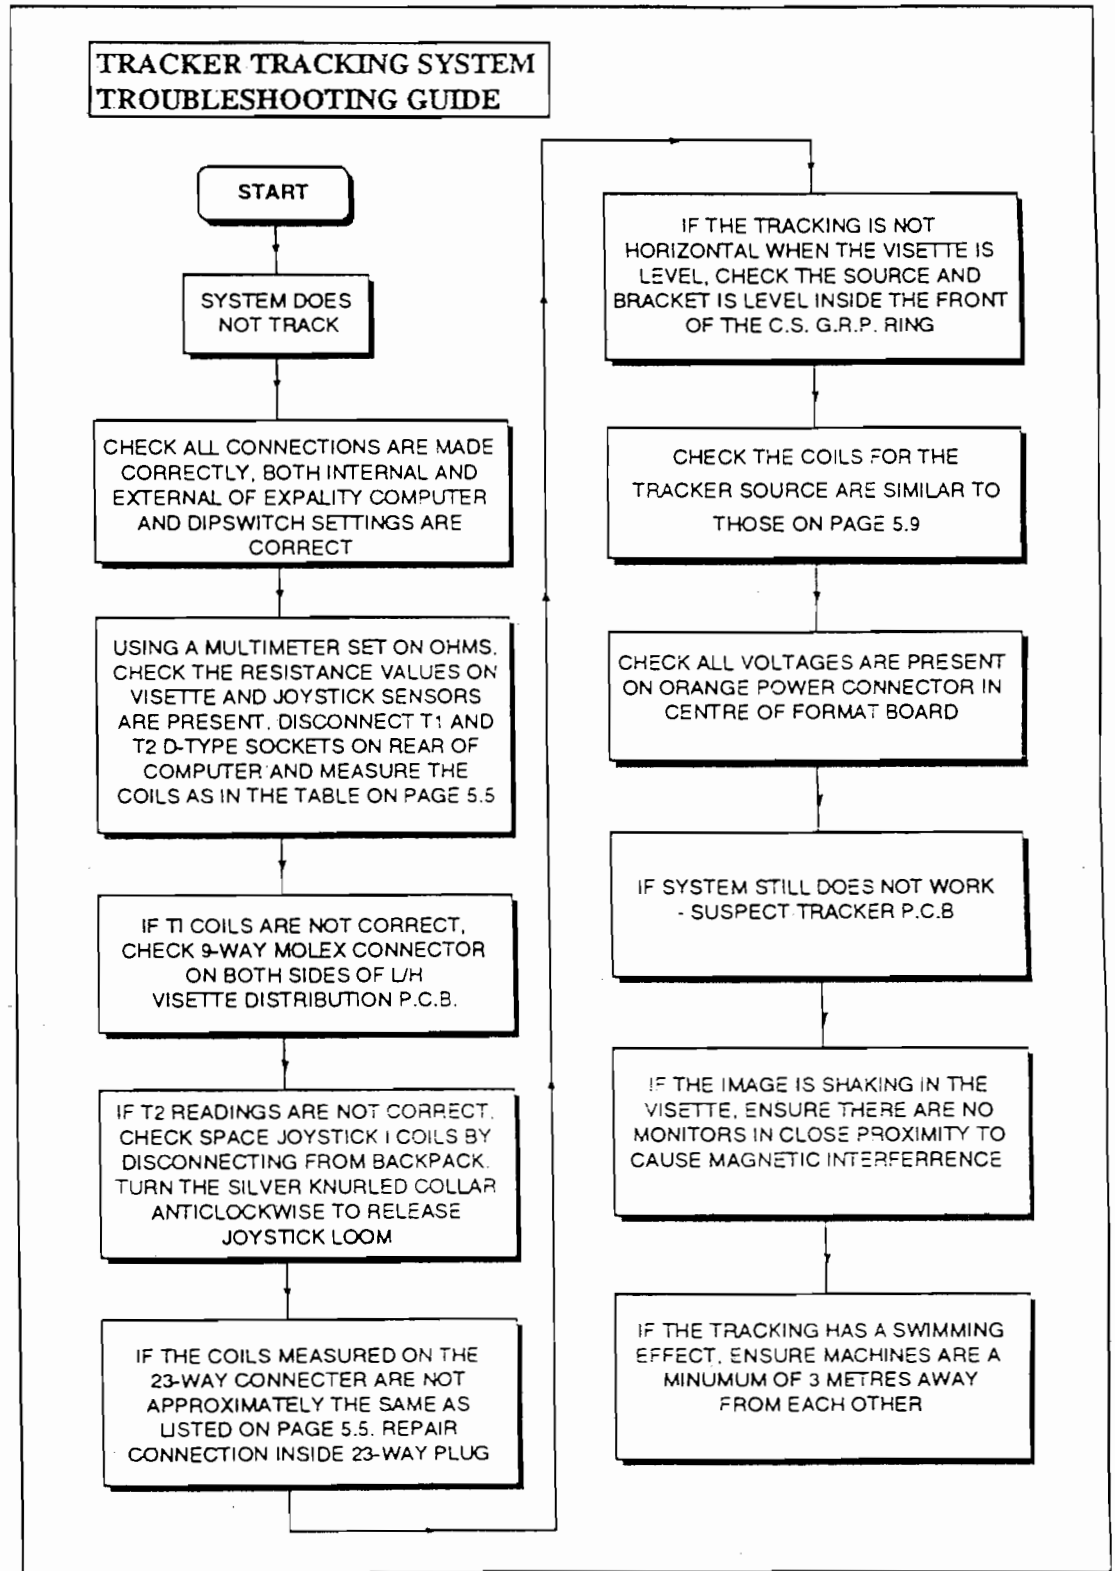 TRACKER TRACKING SYSTEM
TROUBLESHOOTING GUIDE
START
SYSTEM DOES
NOT TRACK
CHECK ALL CONNECTIONS ARE MADE
CORRECTLY, BOTH INTERNAL AND
EXTERNAL OF EXPALITY COMPUTER
AND DIPSWITCH SETTINGS ARE
CORRECT
USING A MULTIMETER SET ON OHMS,
CHECK THE RESISTANCE VALUES ON
VISETTE AND JOYSTICK SENSORS
ARE PRESENT. DISCONNECT T1 AND
T2 D-TYPE SOCKETS ON REAR OF
COMPUTER AND MEASURE THE
COILS AS IN THE TABLE ON PAGE 5.5
IF T1 COILS ARE NOT CORRECT,
CHECK 9-WAY MOLEX CONNECTOR
ON BOTH SIDES OF L/H
VISETTE DISTRIBUTION P.C.B.
IF T2 READINGS ARE NOT CORRECT.
CHECK SPACE JOYSTICK I COILS BY
DISCONNECTING FROM BACKPACK.
TURN THE SILVER KNURLED COLLAR
ANTICLOCKWISE TO RELEASE
JOYSTICK LOOM
IF THE COILS MEASURED ON THE
23-WAY CONNECTER ARE NOT
APPROXIMATELY THE SAME AS
LISTED ON PAGE 5.5. REPAIR
CONNECTION INSIDE 23-WAY PLUG
IF THE TRACKING IS NOT
HORIZONTAL WHEN THE VISETTE IS
LEVEL, CHECK THE SOURCE AND
BRACKET IS LEVEL INSIDE THE FRONT
OF THE C.S. G.R.P. RING
CHECK THE COILS FOR THE
TRACKER SOURCE ARE SIMILAR TO
THOSE ON PAGE 5.9
CHECK ALL VOLTAGES ARE PRESENT
ON ORANGE POWER CONNECTOR IN
CENTRE OF FORMAT BOARD
IF SYSTEM STILL DOES NOT WORK
- SUSPECT TRACKER P.C.B
IF THE IMAGE IS SHAKING IN THE
VISETTE, ENSURE THERE ARE NO
MONITORS IN CLOSE PROXIMITY TO
CAUSE MAGNETIC INTERFERRENCE
IF THE TRACKING HAS A SWIMMING
EFFECT, ENSURE MACHINES ARE A
MINUMUM OF 3 METRES AWAY
FROM EACH OTHER